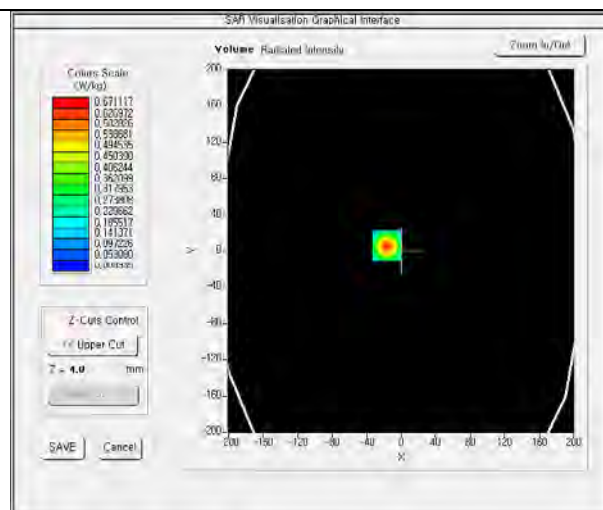 SAR Visualisation Graphical Interface
Volume Radiated Intensity
Zoom In/Out
Colors Scale
(W/kg)
0.671117
0.626972
0.582826
0.538681
0.494535
0.450390
0.406244
0.362099
0.317953
0.273808
0.229662
0.185517
0.141371
0.097226
0.053080
0.008935
Z-Cuts Control
<< Upper Cut
Z = 4.0 mm
SAVE
Cancel
200
160
120
80
40
0
-40
-80
-120
-160
-200
Y
-200 -160 -120 -80 -40 0 40 80 120 160 200
X